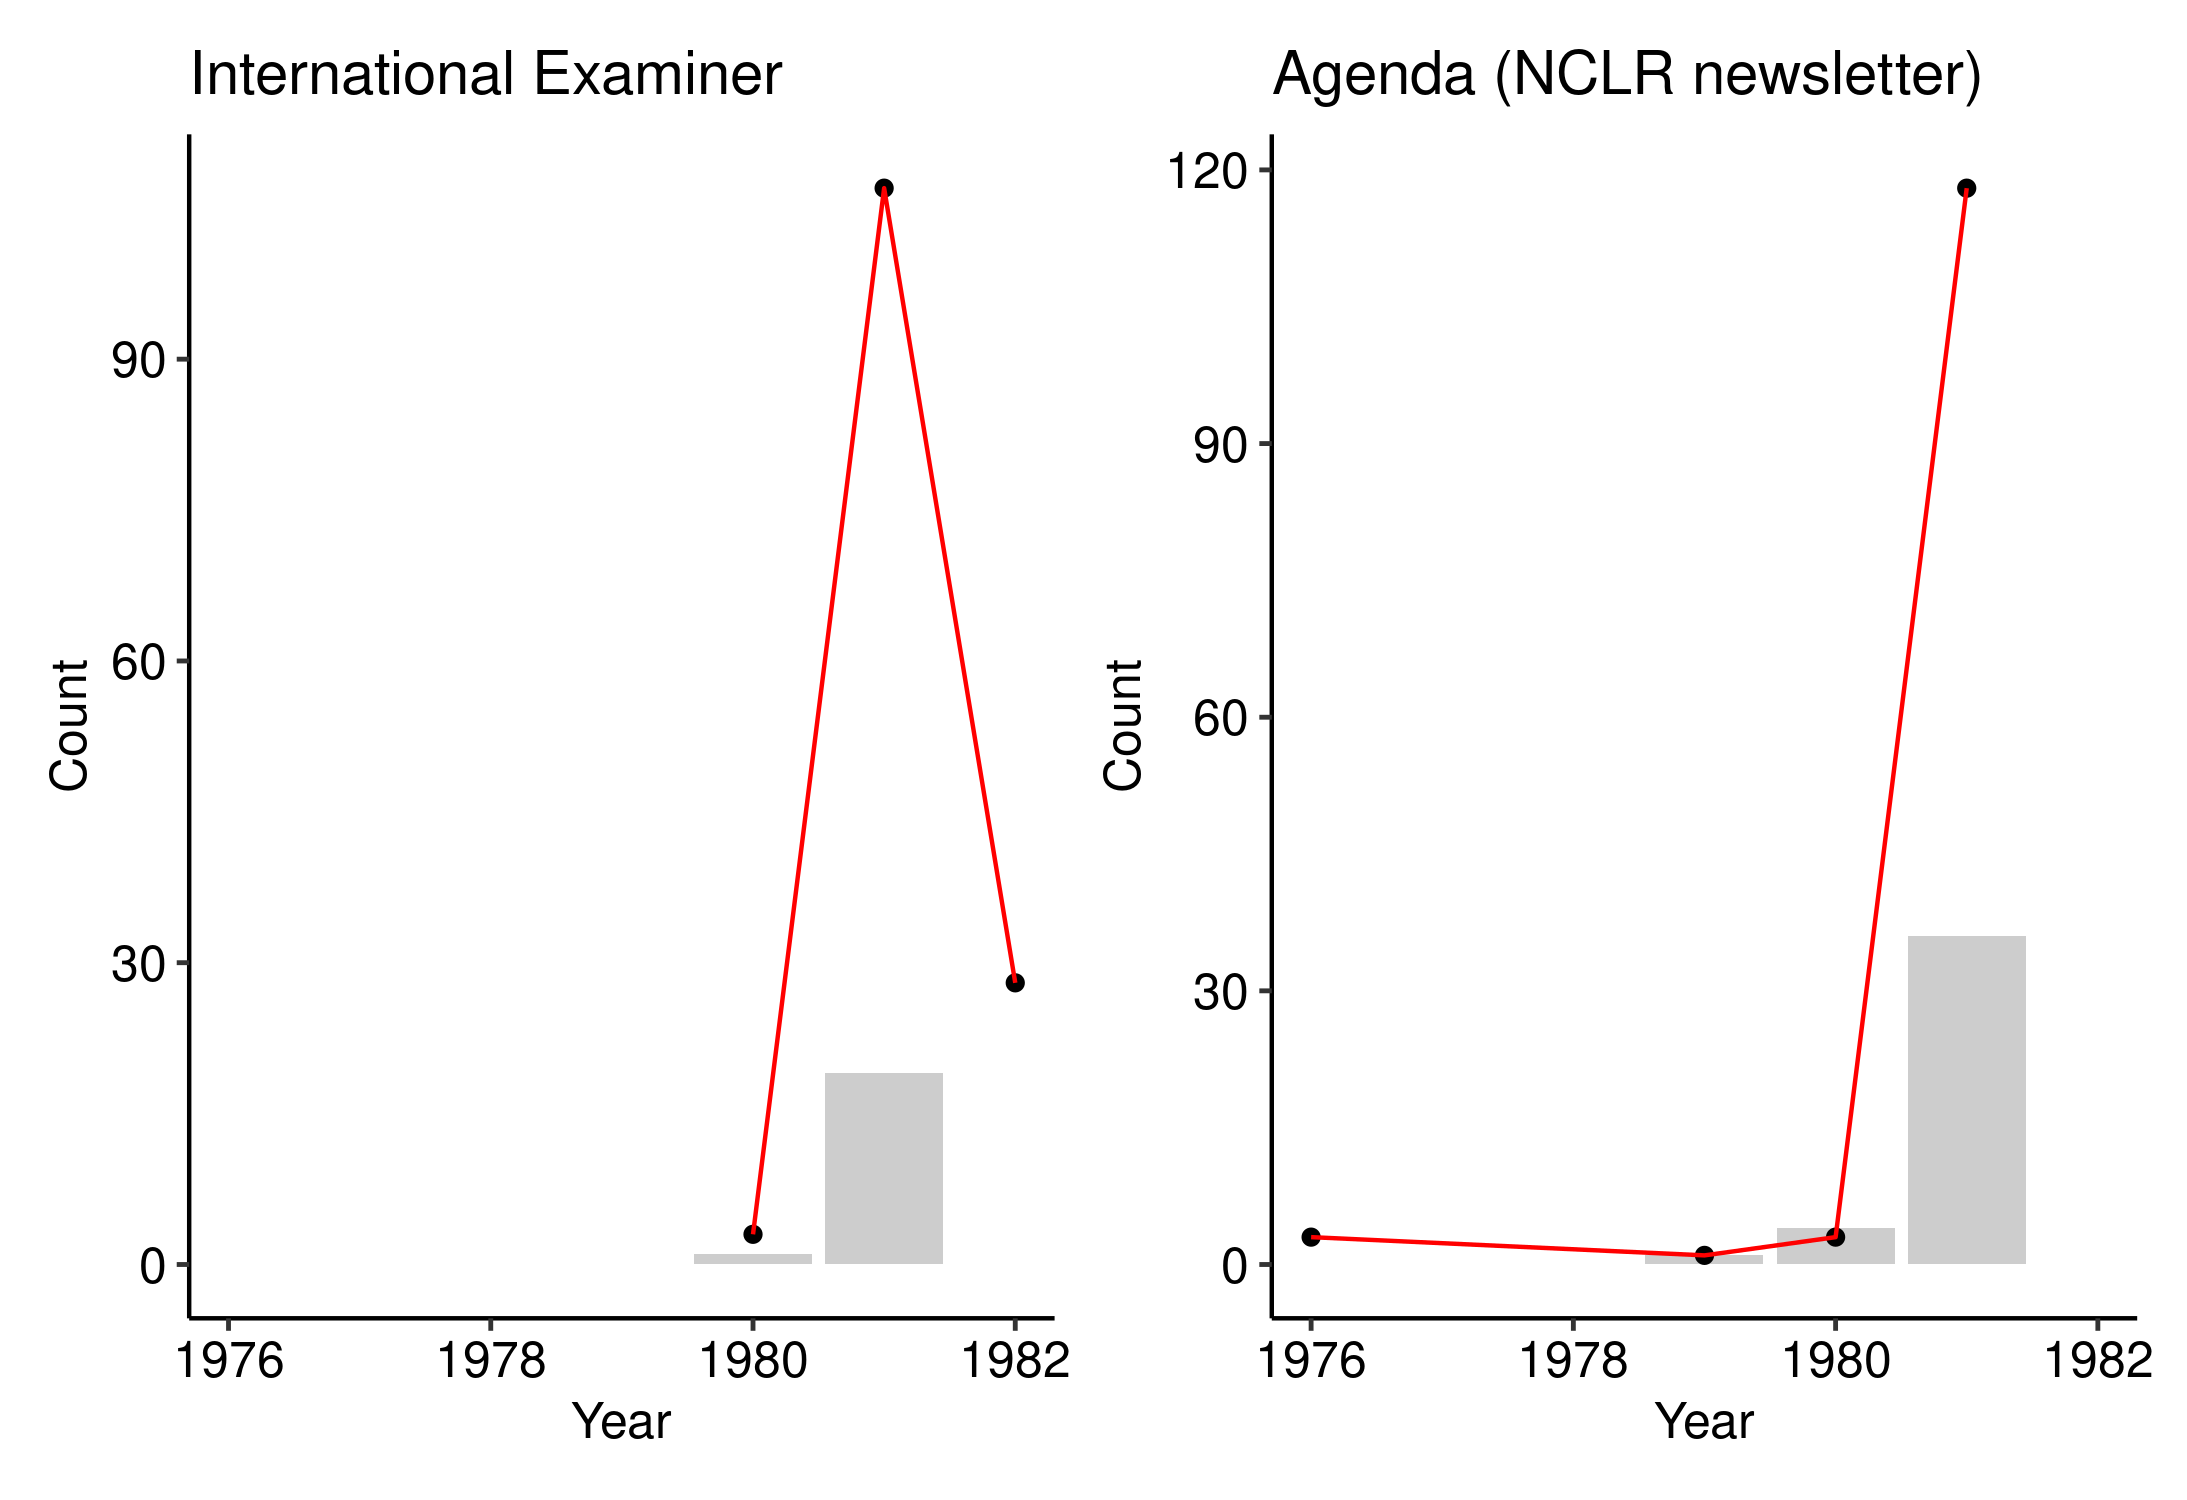 International Examiner
90
60
30
0
Count
1976 1978 1980 1982
Year
Agenda (NCLR newsletter)
120
90
60
30
0
Count
1976 1978 1980 1982
Year